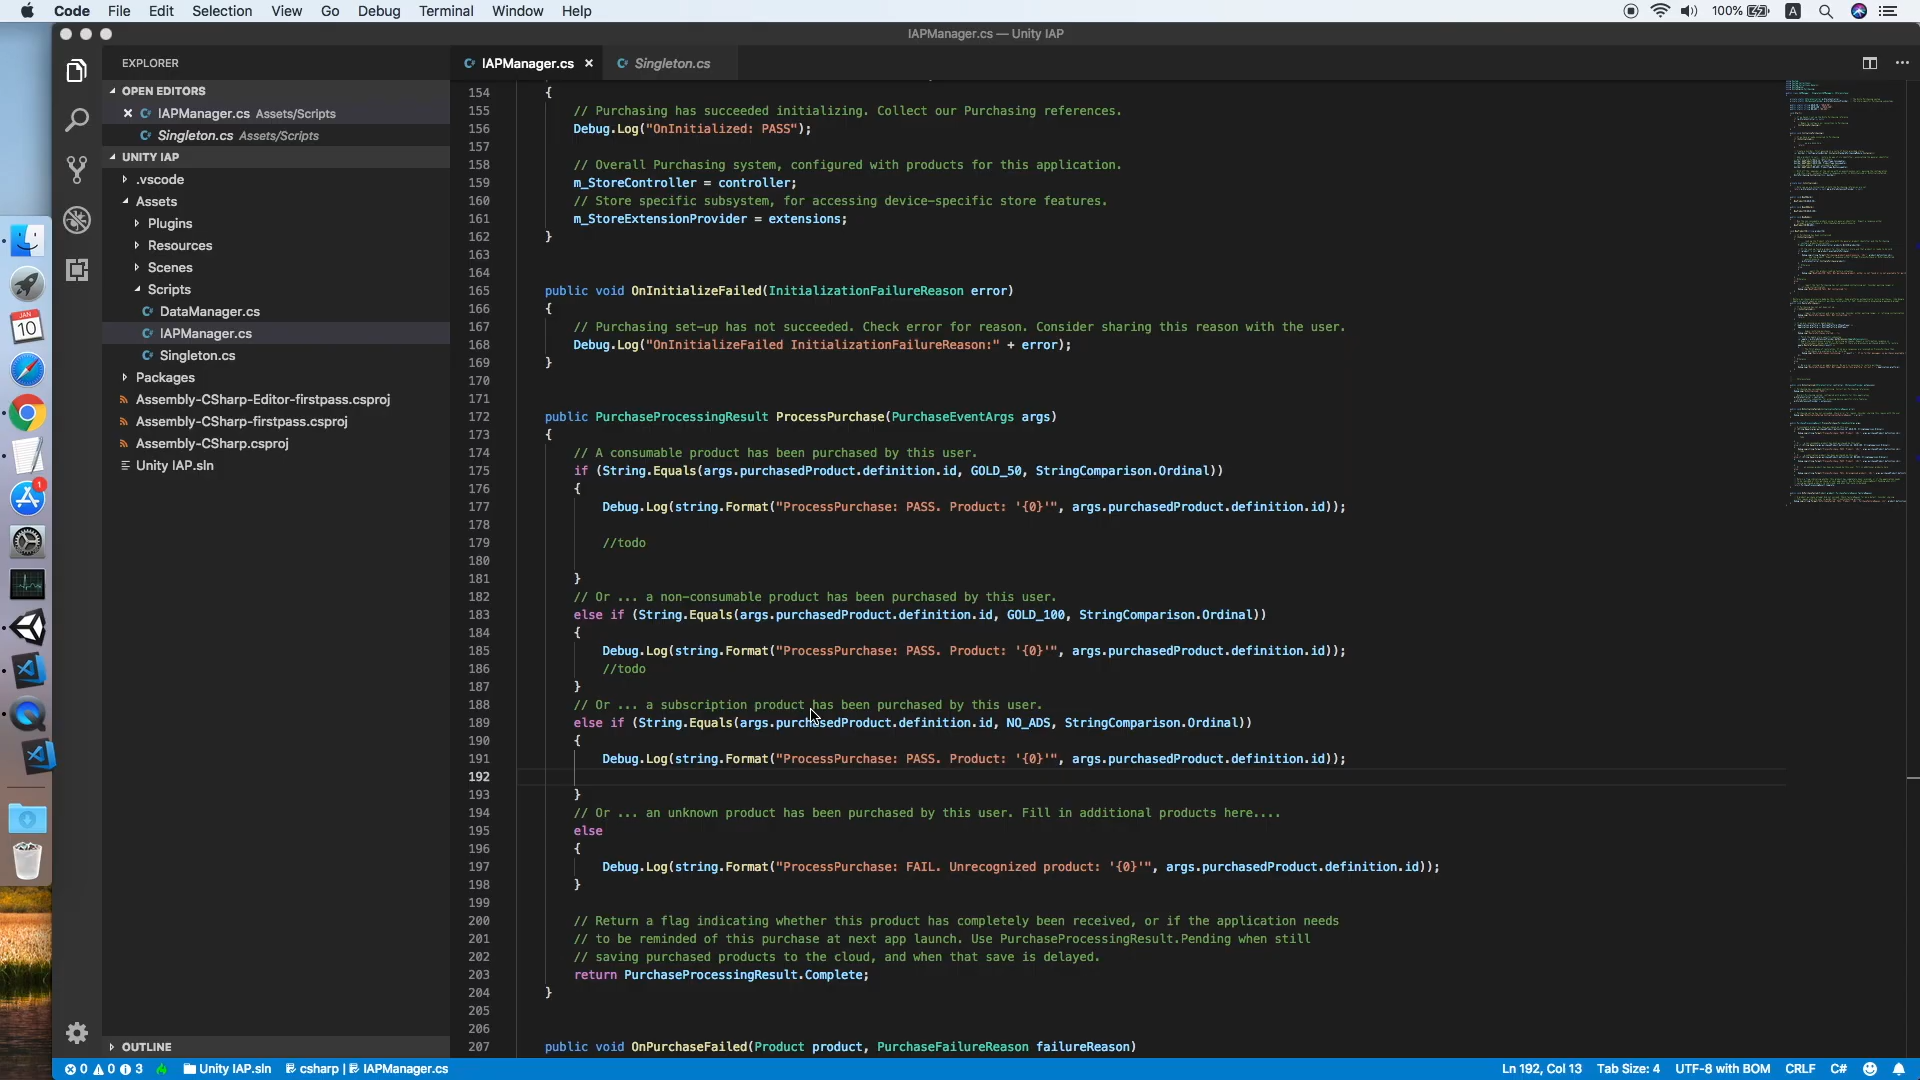 Code File Edit Selection View Go Debug Terminal Window Help 100% A
IAPManager.cs — Unity IAP
EXPLORER
IAPManager.cs × Singleton.cs
OPEN EDITORS
IAPManager.cs Assets/Scripts
Singleton.cs Assets/Scripts
UNITY IAP
.vscode
Assets
Plugins
Resources
Scenes
Scripts
DataManager.cs
IAPManager.cs
Singleton.cs
Packages
Assembly-CSharp-Editor-firstpass.csproj
Assembly-CSharp-firstpass.csproj
Assembly-CSharp.csproj
Unity IAP.sln
OUTLINE
JAN
10
1
154 {
155 // Purchasing has succeeded initializing. Collect our Purchasing references.
156 Debug.Log("OnInitialized: PASS");
157
158 // Overall Purchasing system, configured with products for this application.
159 m_StoreController = controller;
160 // Store specific subsystem, for accessing device-specific store features.
161 m_StoreExtensionProvider = extensions;
162 }
163
164
165 public void OnInitializeFailed(InitializationFailureReason error)
166 {
167 // Purchasing set-up has not succeeded. Check error for reason. Consider sharing this reason with the user.
168 Debug.Log("OnInitializeFailed InitializationFailureReason:" + error);
169 }
170
171
172 public PurchaseProcessingResult ProcessPurchase(PurchaseEventArgs args)
173 {
174 // A consumable product has been purchased by this user.
175 if (String.Equals(args.purchasedProduct.definition.id, GOLD_50, StringComparison.Ordinal))
176 {
177 Debug.Log(string.Format("ProcessPurchase: PASS. Product: '{0}'", args.purchasedProduct.definition.id));
178
179 //todo
180
181 }
182 // Or ... a non-consumable product has been purchased by this user.
183 else if (String.Equals(args.purchasedProduct.definition.id, GOLD_100, StringComparison.Ordinal))
184 {
185 Debug.Log(string.Format("ProcessPurchase: PASS. Product: '{0}'", args.purchasedProduct.definition.id));
186 //todo
187 }
188 // Or ... a subscription product has been purchased by this user.
189 else if (String.Equals(args.purchasedProduct.definition.id, NO_ADS, StringComparison.Ordinal))
190 {
191 Debug.Log(string.Format("ProcessPurchase: PASS. Product: '{0}'", args.purchasedProduct.definition.id));
192
193 }
194 // Or ... an unknown product has been purchased by this user. Fill in additional products here....
195 else
196 {
197 Debug.Log(string.Format("ProcessPurchase: FAIL. Unrecognized product: '{0}'", args.purchasedProduct.definition.id));
198 }
199
200 // Return a flag indicating whether this product has completely been received, or if the application needs
201 // to be reminded of this purchase at next app launch. Use PurchaseProcessingResult.Pending when still
202 // saving purchased products to the cloud, and when that save is delayed.
203 return PurchaseProcessingResult.Complete;
204 }
205
206
207 public void OnPurchaseFailed(Product product, PurchaseFailureReason failureReason)
0 0 3 Unity IAP.sln csharp | IAPManager.cs Ln 192, Col 13 Tab Size: 4 UTF-8 with BOM CRLF C#